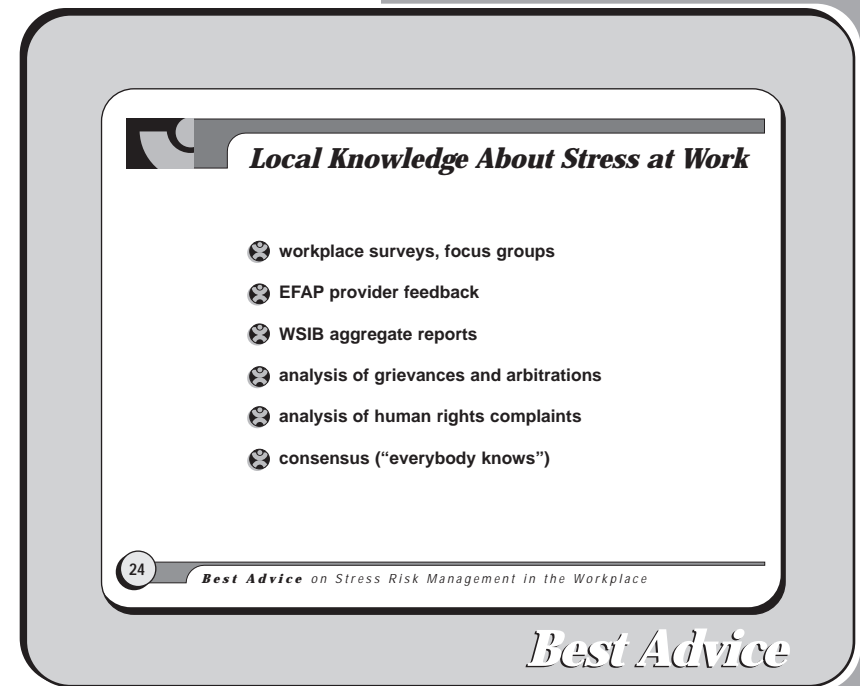 Local Knowledge About Stress at Work
workplace surveys, focus groups
EFAP provider feedback
WSIB aggregate reports
analysis of grievances and arbitrations
analysis of human rights complaints
consensus (“everybody knows”)
24
Best Advice on Stress Risk Management in the Workplace
Best Advice